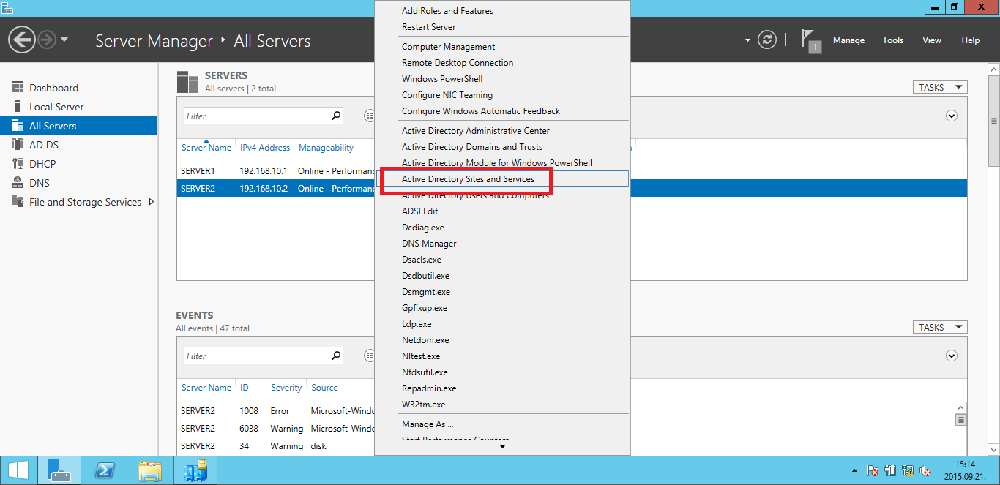 Server Manager ‣ All Servers
1
Manage
Tools
View
Help
Dashboard
Local Server
All Servers
AD DS
DHCP
DNS
File and Storage Services
SERVERS
All servers | 2 total
TASKS
Filter
Server Name IPv4 Address Manageability
SERVER1 192.168.10.1 Online - Performanc
SERVER2 192.168.10.2 Online - Performanc
EVENTS
All events | 47 total
TASKS
Filter
Server Name ID Severity Source
SERVER2 1008 Error Microsoft-Windo
SERVER2 6038 Warning Microsoft-Windo
SERVER2 34 Warning disk
Add Roles and Features
Restart Server
Computer Management
Remote Desktop Connection
Windows PowerShell
Configure NIC Teaming
Configure Windows Automatic Feedback
Active Directory Administrative Center
Active Directory Domains and Trusts
Active Directory Module for Windows PowerShell
Active Directory Sites and Services
Active Directory Users and Computers
ADSI Edit
Dcdiag.exe
DNS Manager
Dsacls.exe
Dsdbutil.exe
Dsmgmt.exe
Gpfixup.exe
Ldp.exe
Netdom.exe
Nltest.exe
Ntdsutil.exe
Repadmin.exe
W32tm.exe
Manage As ...
Start Performance Counters
15:14
2015.09.21.